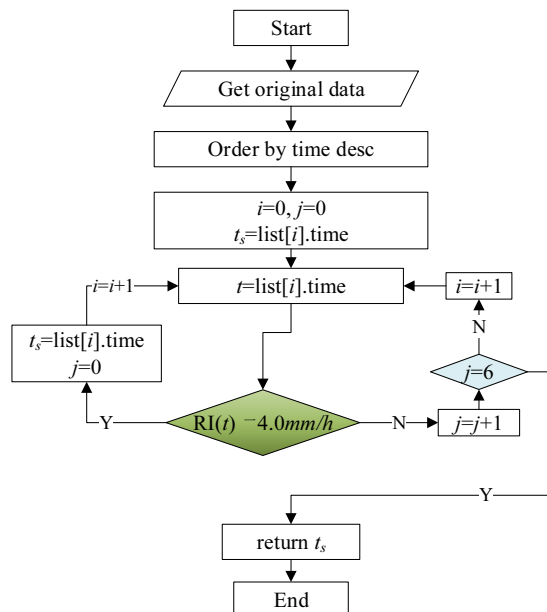 Start
Get original data
Order by time desc
i=0, j=0
tₛ=list[i].time
i=i+1
t=list[i].time
i=i+1
tₛ=list[i].time
j=0
N
j=6
Y
RI(t) ⁻4.0mm/h
N
j=j+1
Y
return tₛ
End